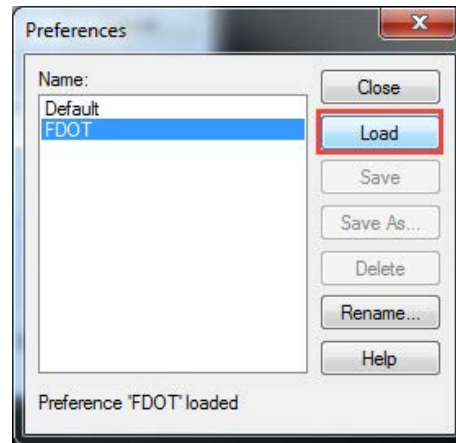 Preferences
Name:
Default
FDOT
Close
Load
Save
Save As...
Delete
Rename...
Help
Preference 'FDOT' loaded